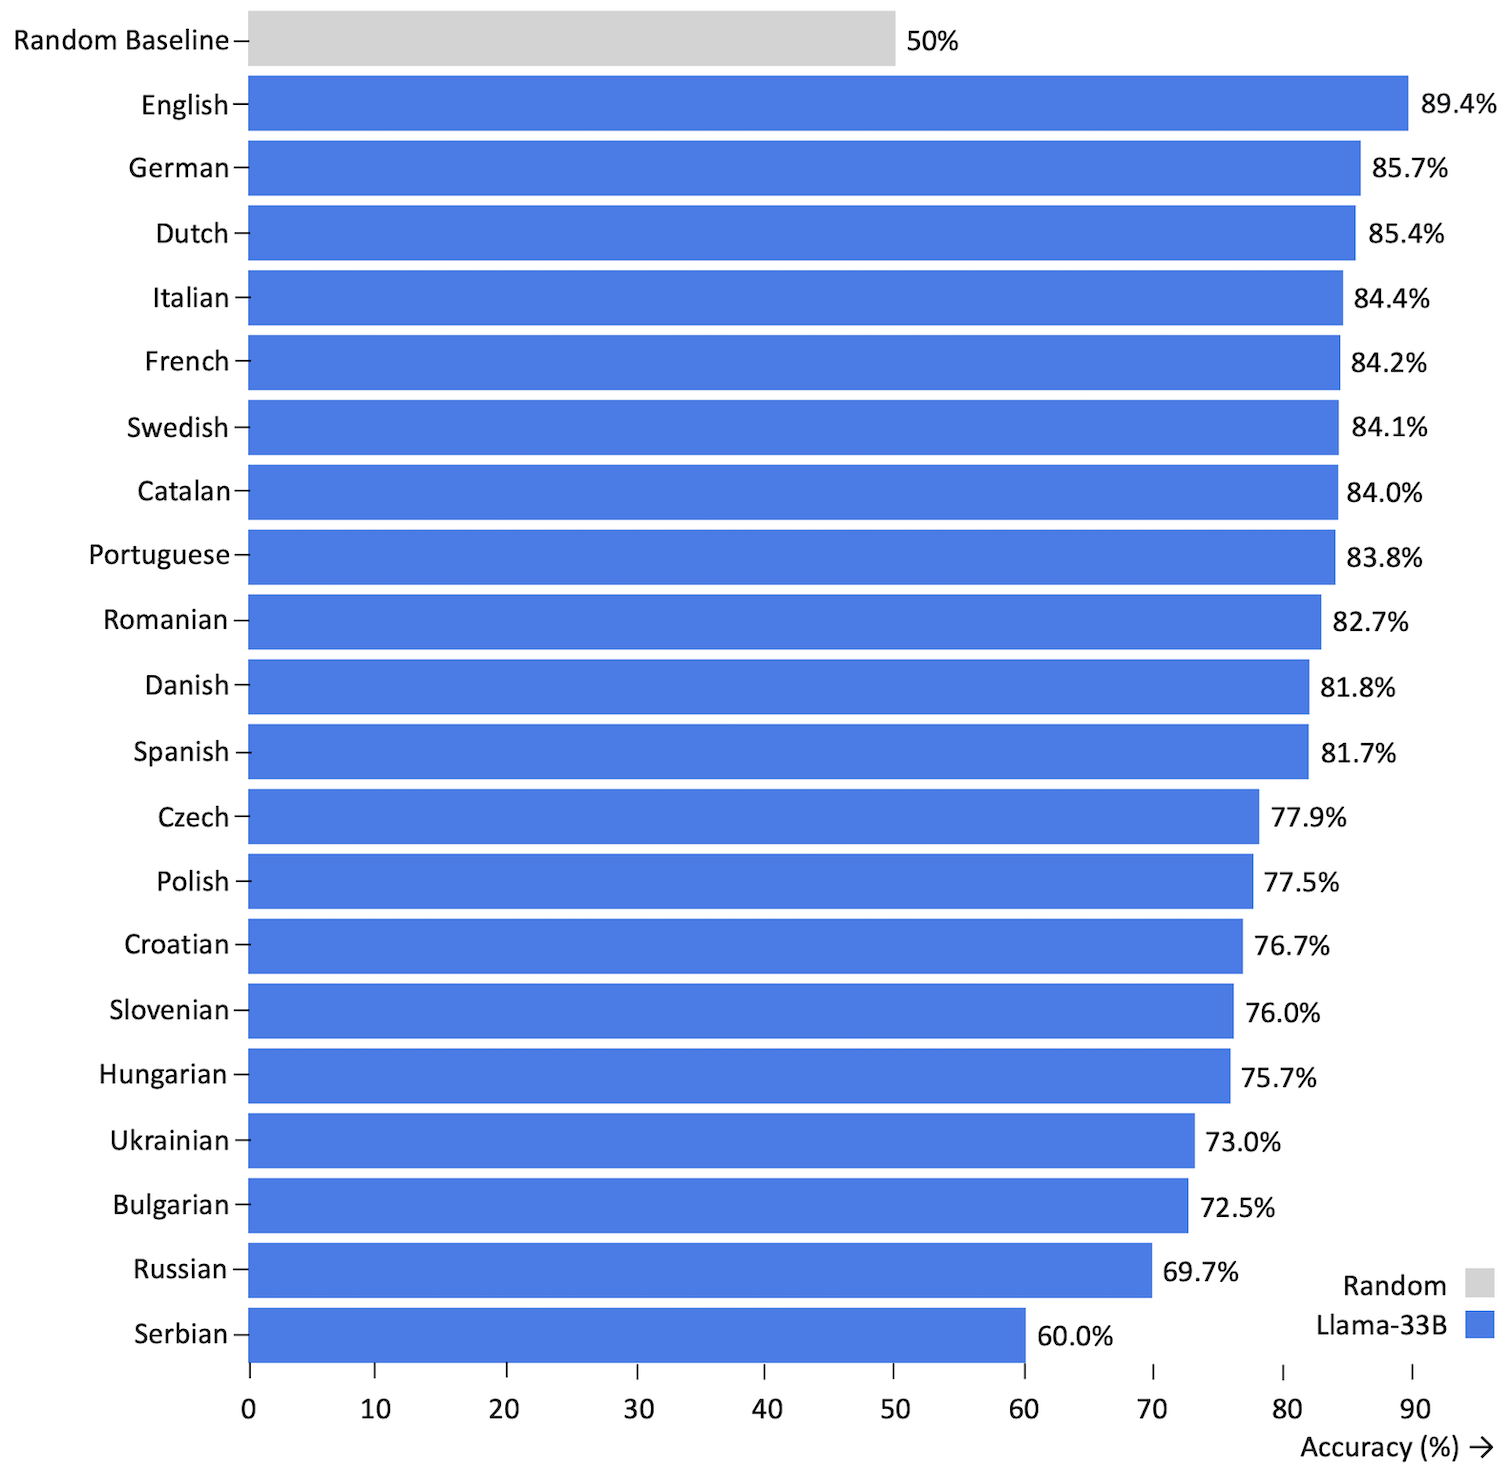 Random Baseline 50%
English 89.4%
German 85.7%
Dutch 85.4%
Italian 84.4%
French 84.2%
Swedish 84.1%
Catalan 84.0%
Portuguese 83.8%
Romanian 82.7%
Danish 81.8%
Spanish 81.7%
Czech 77.9%
Polish 77.5%
Croatian 76.7%
Slovenian 76.0%
Hungarian 75.7%
Ukrainian 73.0%
Bulgarian 72.5%
Russian 69.7%
Serbian 60.0%
Random
Llama-33B
0 10 20 30 40 50 60 70 80 90
Accuracy (%) →